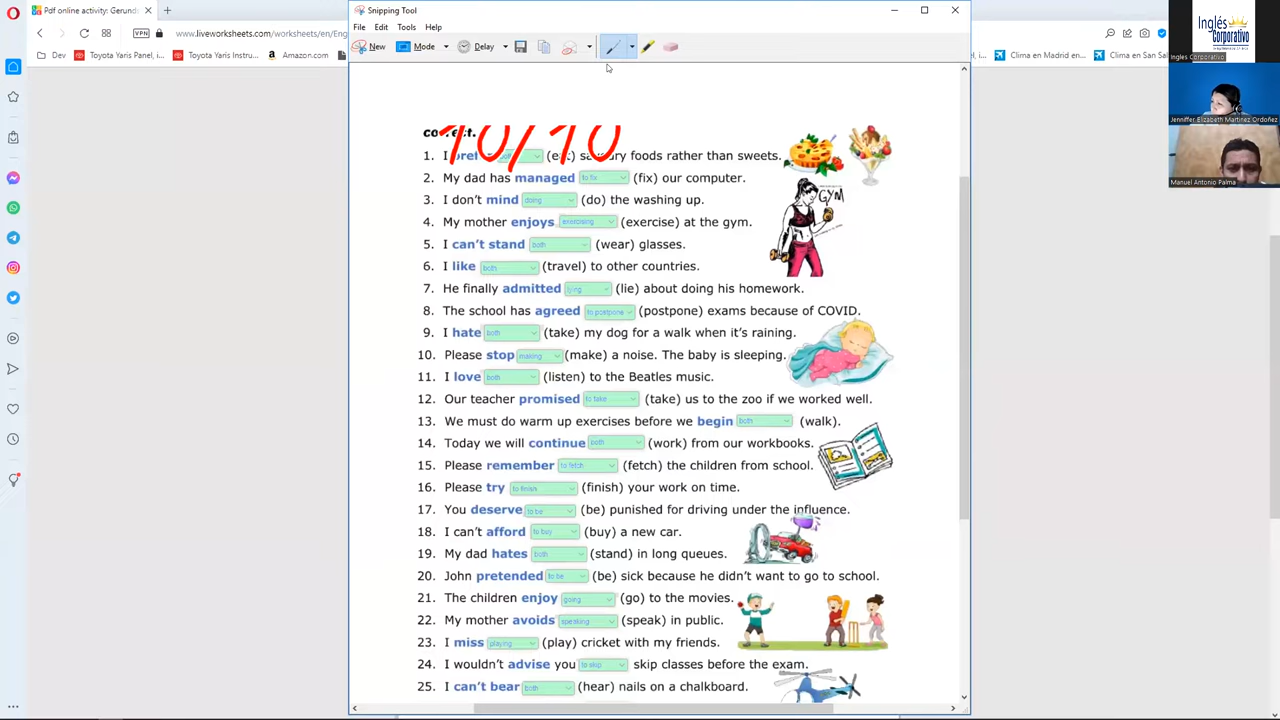 Pdf online activity: Gerund
Snipping Tool
File Edit Tools Help
New Mode Delay
VPN www.liveworksheets.com/worksheets/en/Eng
Dev Toyota Yaris Panel, i... Toyota Yaris Instru... Amazon.com
Clima en Madrid en... Clima en San Sal
Inglés
Corporativo
Ingles Corporativo
Jenniffer Elizabeth Martinez Ordoñez
Manuel Antonio Palma
10/10
correct.
1. I prefer both (eat) savoury foods rather than sweets.
2. My dad has managed to fix (fix) our computer.
3. I don't mind doing (do) the washing up.
GYM
4. My mother enjoys exercising (exercise) at the gym.
5. I can't stand both (wear) glasses.
6. I like both (travel) to other countries.
7. He finally admitted lying (lie) about doing his homework.
8. The school has agreed to postpone (postpone) exams because of COVID.
9. I hate both (take) my dog for a walk when it's raining.
10. Please stop making (make) a noise. The baby is sleeping.
11. I love both (listen) to the Beatles music.
12. Our teacher promised to take (take) us to the zoo if we worked well.
13. We must do warm up exercises before we begin both (walk).
14. Today we will continue both (work) from our workbooks.
15. Please remember to fetch (fetch) the children from school.
16. Please try to finish (finish) your work on time.
17. You deserve to be (be) punished for driving under the influence.
18. I can't afford to buy (buy) a new car.
19. My dad hates both (stand) in long queues.
20. John pretended to be (be) sick because he didn't want to go to school.
21. The children enjoy going (go) to the movies.
22. My mother avoids speaking (speak) in public.
23. I miss playing (play) cricket with my friends.
24. I wouldn't advise you to skip skip classes before the exam.
25. I can't bear both (hear) nails on a chalkboard.